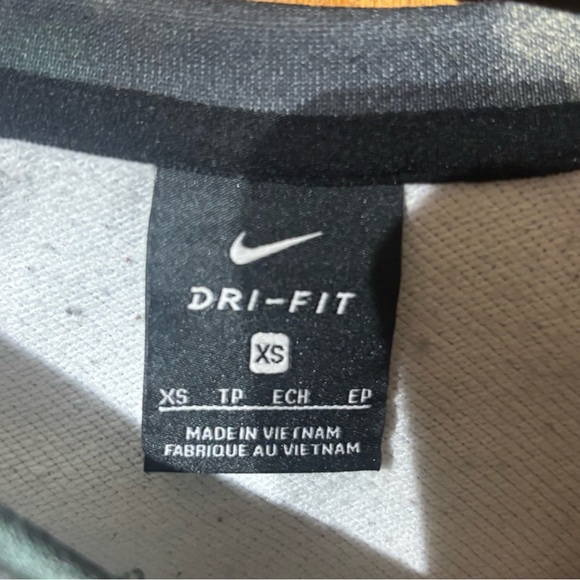 DRI-FIT
XS
XS TP ECH EP
MADE IN VIETNAM
FABRIQUE AU VIETNAM